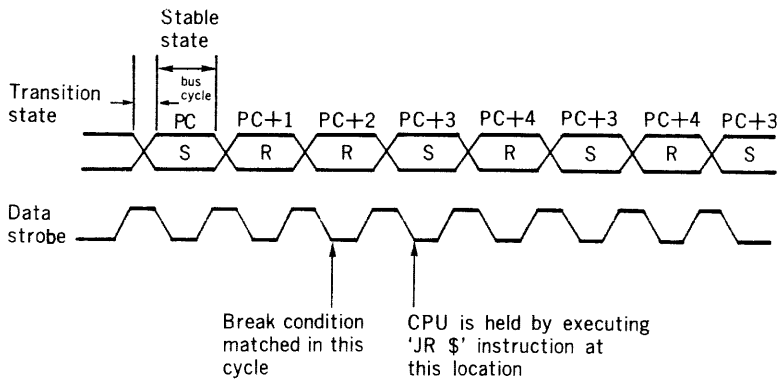 Stable
state
bus
cycle
Transition
state
PC PC+1 PC+2 PC+3 PC+4 PC+3 PC+4 PC+3
S R R S R S R S
Data
strobe
Break condition
matched in this
cycle
CPU is held by executing
'JR $' instruction at
this location